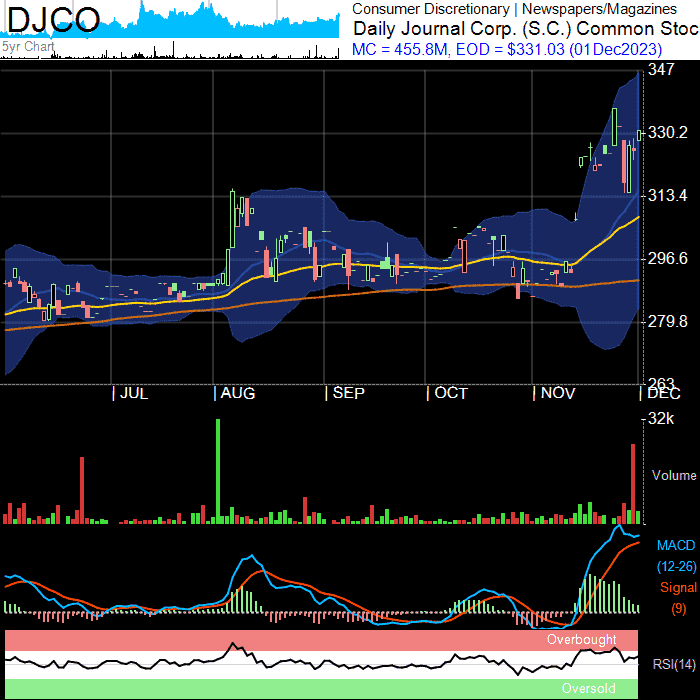 DJCO
5yr Chart
Consumer Discretionary | Newspapers/Magazines
Daily Journal Corp. (S.C.) Common Stoc
MC = 455.8M, EOD = $331.03 (01Dec2023)
347
330.2
313.4
296.6
279.8
263
JUL
AUG
SEP
OCT
NOV
DEC
32k
Volume
MACD
(12-26)
Signal
(9)
Overbought
RSI(14)
Oversold